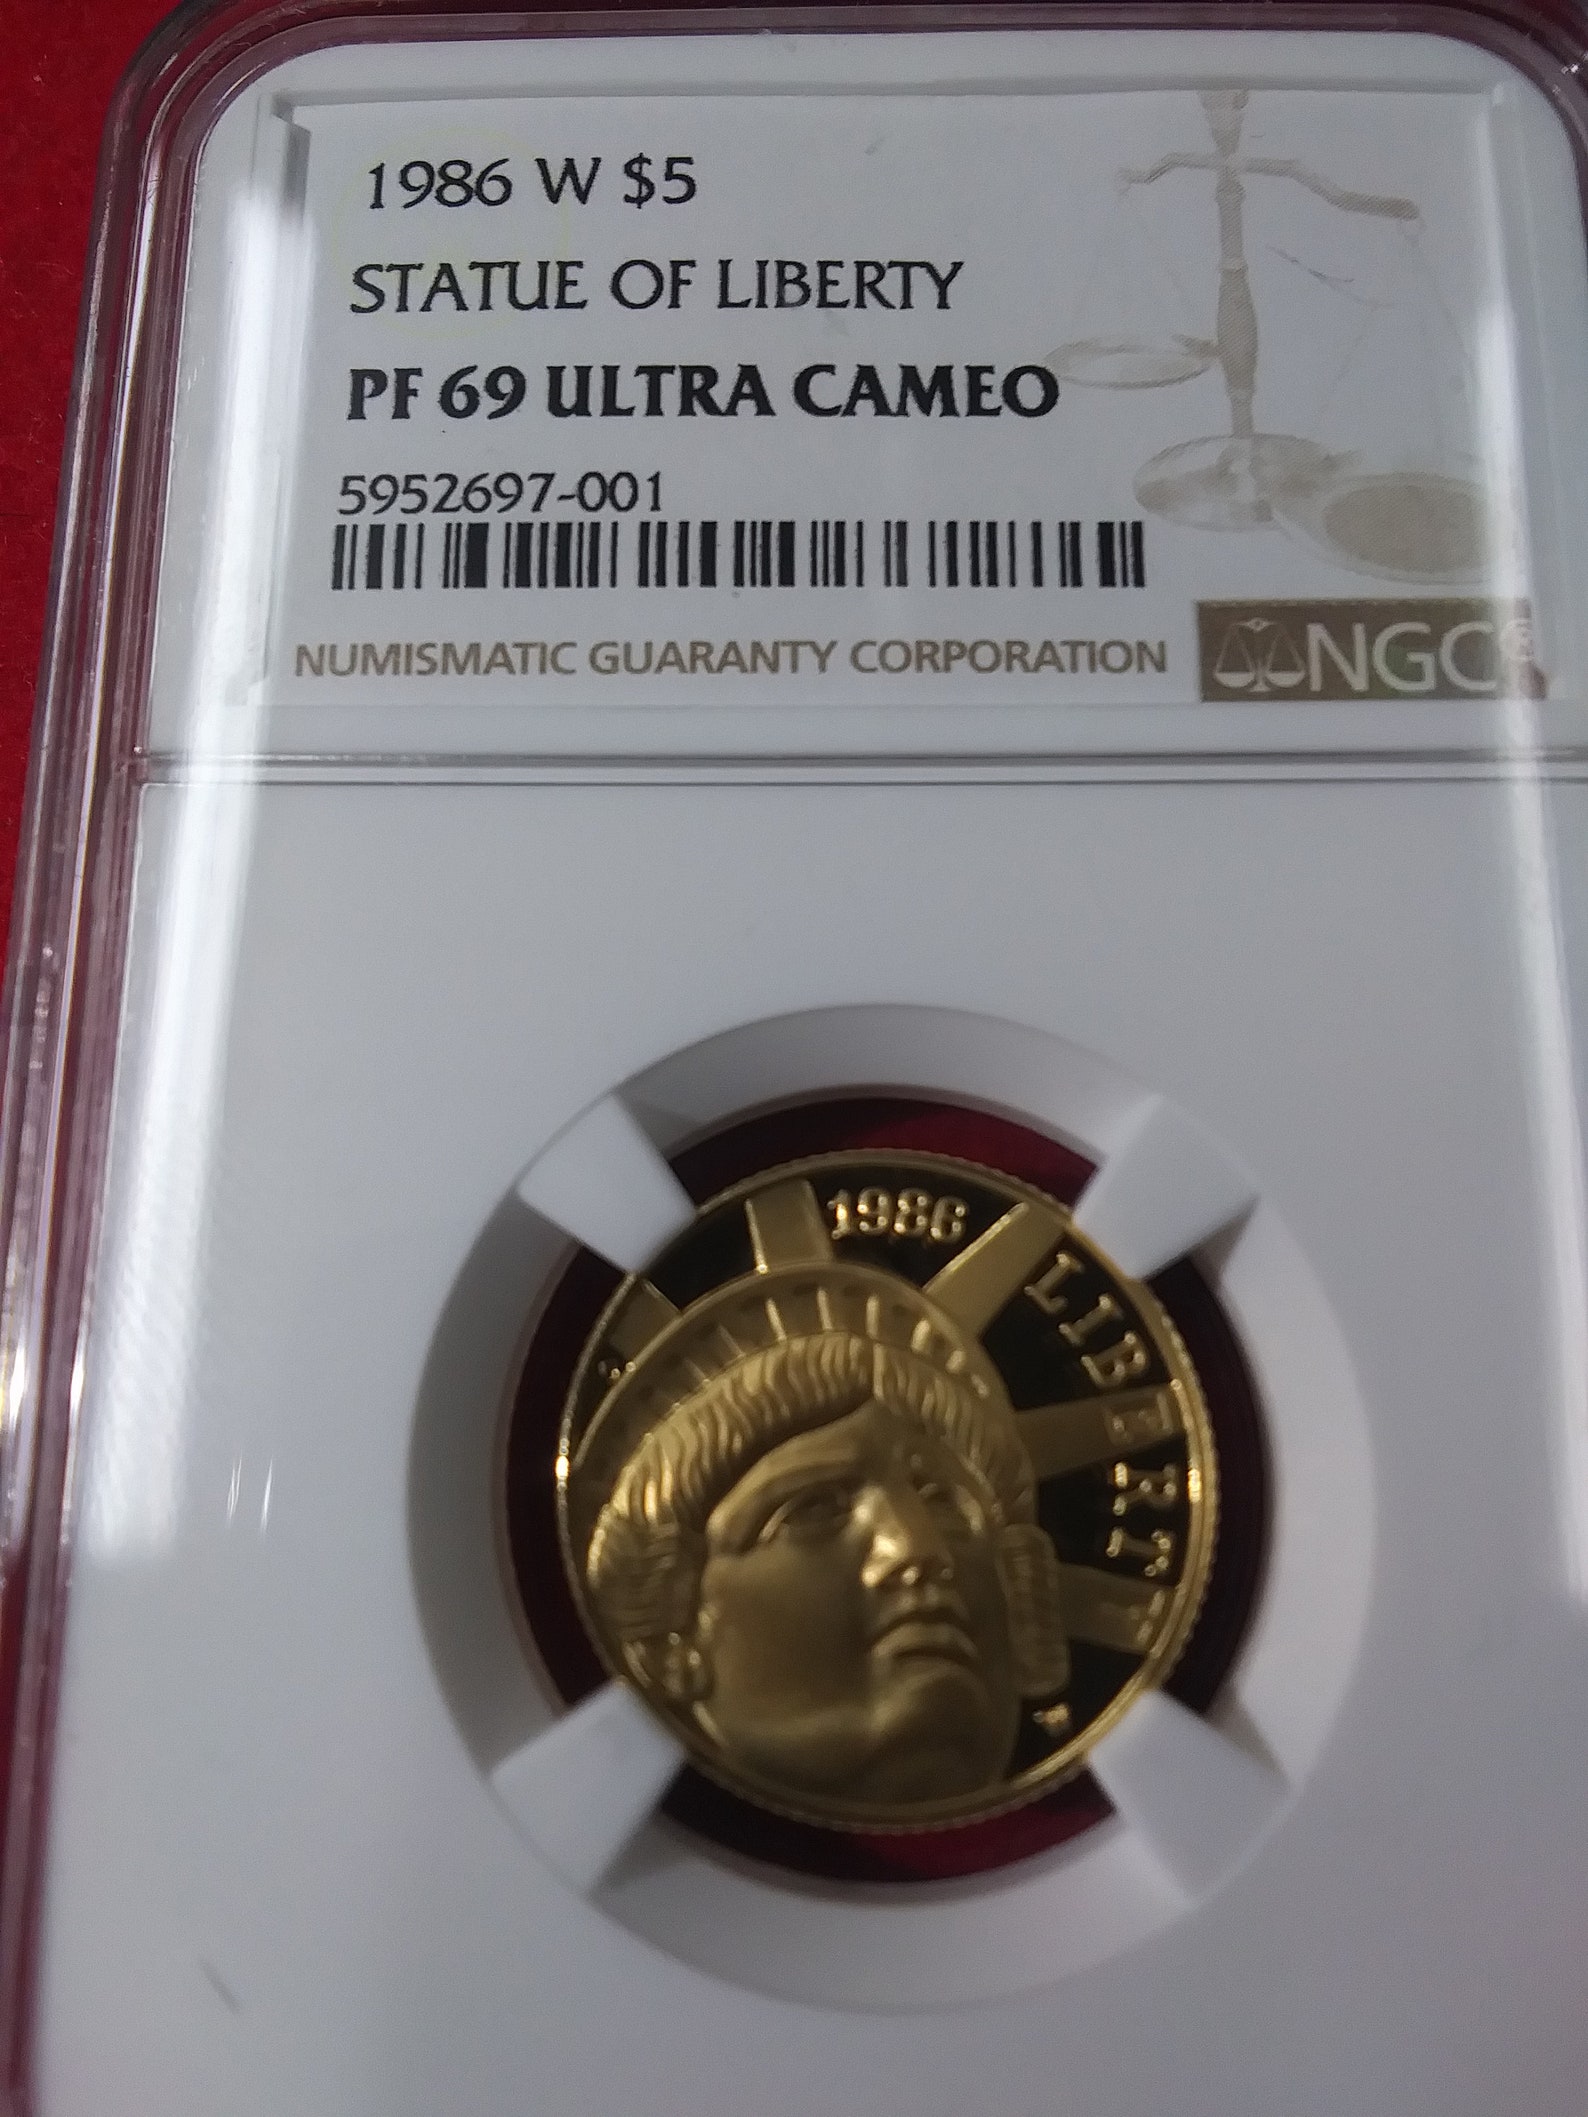 1986 W $5
STATUE OF LIBERTY
PF 69 ULTRA CAMEO
5952697-001
NUMISMATIC GUARANTY CORPORATION NGC®
1986
LIBERTY
W